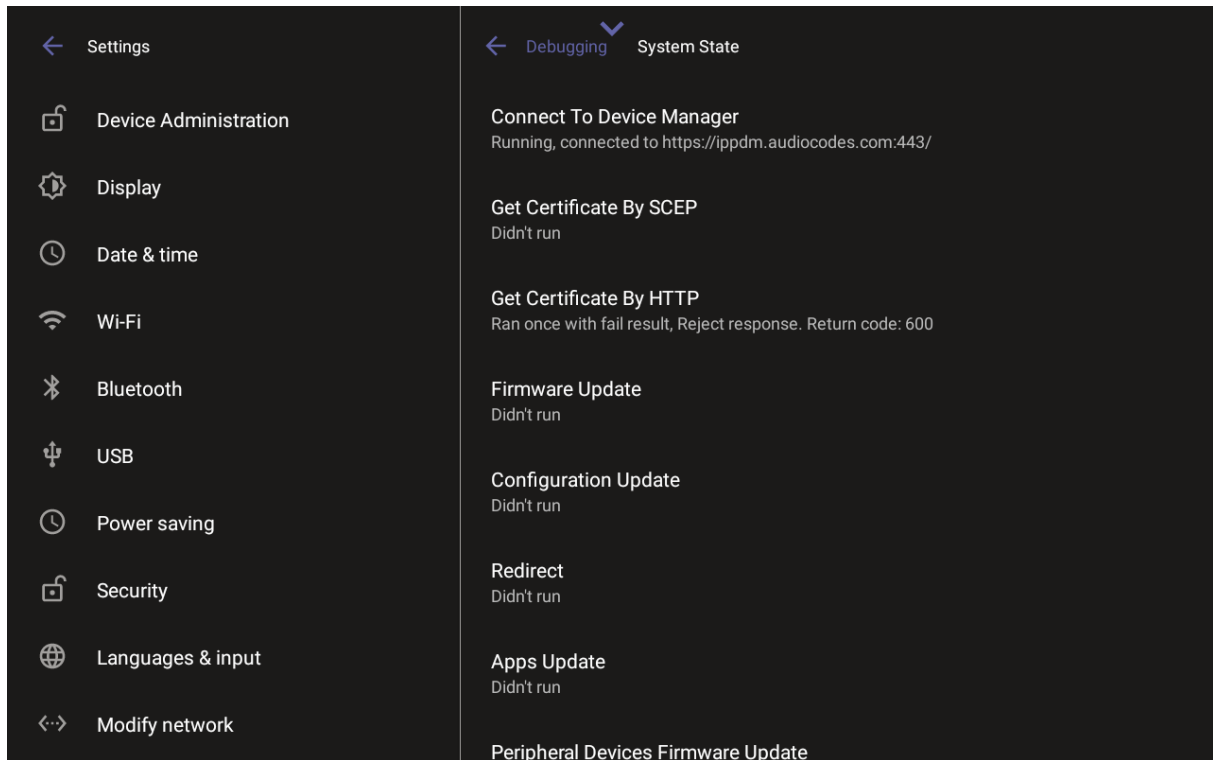 Settings
Device Administration
Display
Date & time
Wi-Fi
Bluetooth
USB
Power saving
Security
Languages & input
Modify network
Debugging System State
Connect To Device Manager
Running, connected to https://ippdm.audiocodes.com:443/
Get Certificate By SCEP
Didn't run
Get Certificate By HTTP
Ran once with fail result, Reject response. Return code: 600
Firmware Update
Didn't run
Configuration Update
Didn't run
Redirect
Didn't run
Apps Update
Didn't run
Peripheral Devices Firmware Update